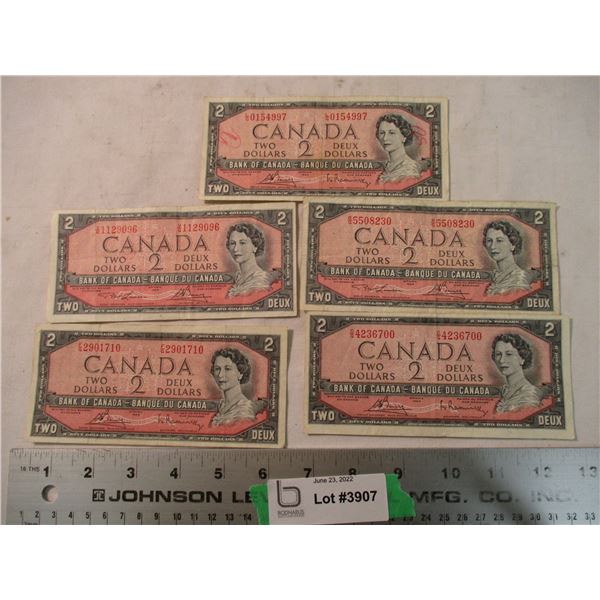 2 2
0154997 0154997
CANADA
TWO 2 DEUX
DOLLARS DOLLARS
BANK OF CANADA - BANQUE DU CANADA
TWO DEUX
2 2
1129096 1129096
CANADA
TWO 2 DEUX
DOLLARS DOLLARS
BANK OF CANADA - BANQUE DU CANADA
TWO DEUX
2 2
5508230 5508230
CANADA
TWO 2 DEUX
DOLLARS DOLLARS
BANK OF CANADA - BANQUE DU CANADA
TWO DEUX
2 2
2901710 2901710
CANADA
TWO 2 DEUX
DOLLARS DOLLARS
BANK OF CANADA - BANQUE DU CANADA
TWO DEUX
2 2
4236700 4236700
CANADA
TWO 2 DEUX
DOLLARS DOLLARS
BANK OF CANADA - BANQUE DU CANADA
TWO DEUX
16 THS 1 2 3 4 5 6 7 8 9 10 11 12 13
JOHNSON LEV MFG. CO. INC.
June 23, 2022
Lot #3907
b
BODNARUS